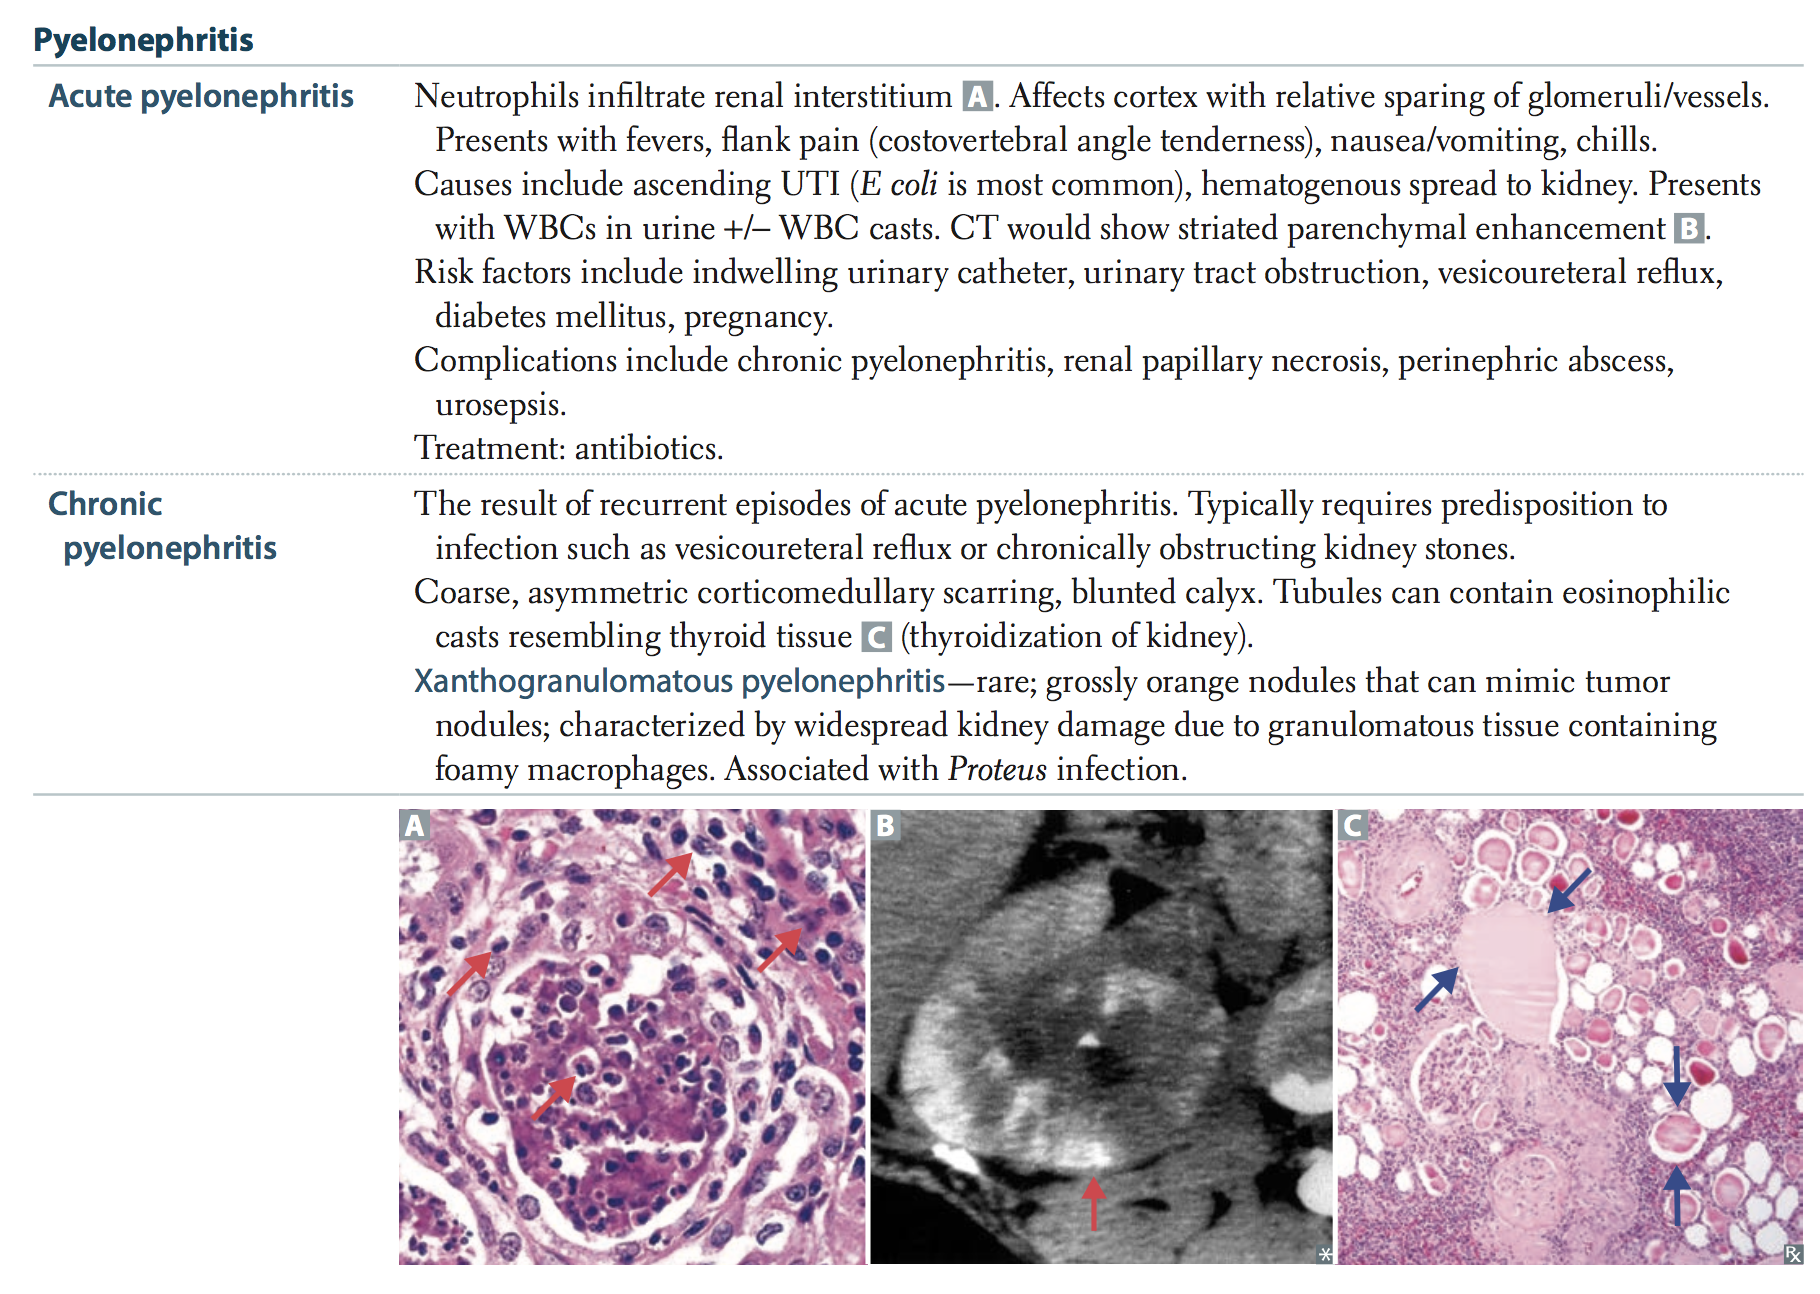 Pyelonephritis
Acute pyelonephritis
Neutrophils infiltrate renal interstitium A. Affects cortex with relative sparing of glomeruli/vessels.
Presents with fevers, flank pain (costovertebral angle tenderness), nausea/vomiting, chills.
Causes include ascending UTI (E coli is most common), hematogenous spread to kidney. Presents
with WBCs in urine +/– WBC casts. CT would show striated parenchymal enhancement B.
Risk factors include indwelling urinary catheter, urinary tract obstruction, vesicoureteral reflux,
diabetes mellitus, pregnancy.
Complications include chronic pyelonephritis, renal papillary necrosis, perinephric abscess,
urosepsis.
Treatment: antibiotics.
Chronic
pyelonephritis
The result of recurrent episodes of acute pyelonephritis. Typically requires predisposition to
infection such as vesicoureteral reflux or chronically obstructing kidney stones.
Coarse, asymmetric corticomedullary scarring, blunted calyx. Tubules can contain eosinophilic
casts resembling thyroid tissue C (thyroidization of kidney).
Xanthogranulomatous pyelonephritis—rare; grossly orange nodules that can mimic tumor
nodules; characterized by widespread kidney damage due to granulomatous tissue containing
foamy macrophages. Associated with Proteus infection.
A
B
C
*
Rx